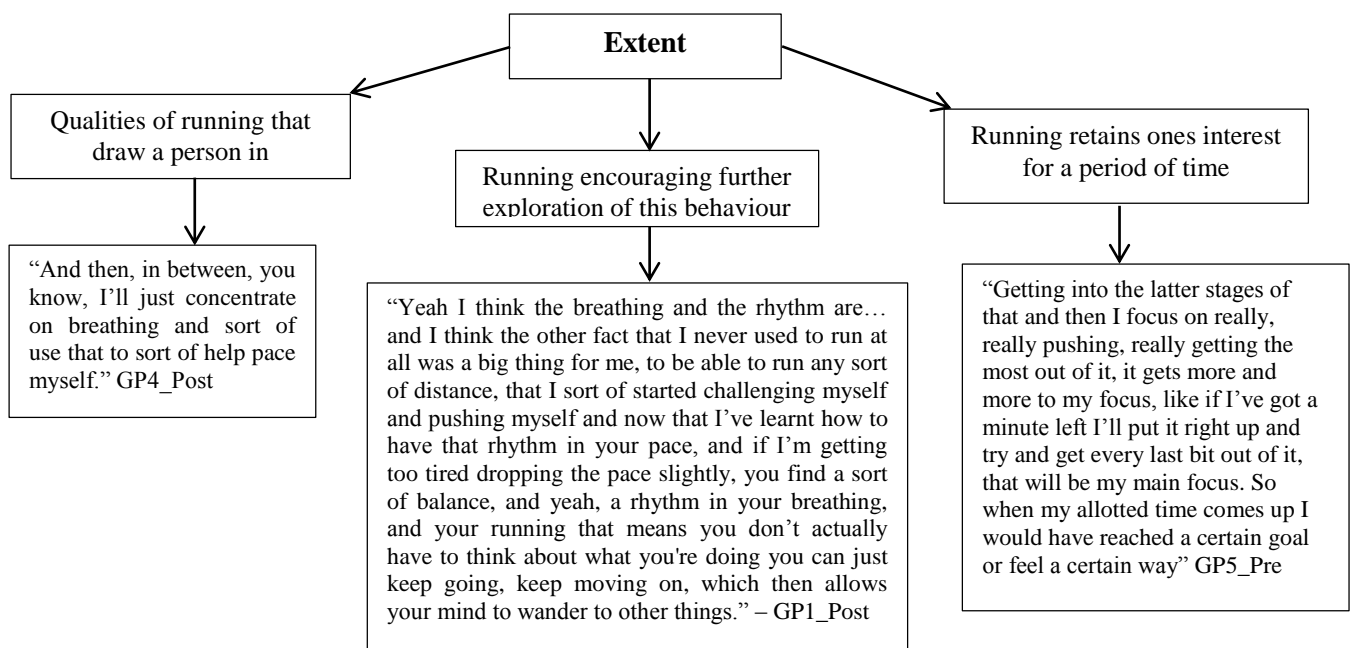 Extent
Qualities of running that
draw a person in
Running encouraging further
exploration of this behaviour
Running retains ones interest
for a period of time
“And then, in between, you
know, I’ll just concentrate
on breathing and sort of
use that to sort of help pace
myself.” GP4_Post
“Yeah I think the breathing and the rhythm are…
and I think the other fact that I never used to run at
all was a big thing for me, to be able to run any sort
of distance, that I sort of started challenging myself
and pushing myself and now that I’ve learnt how to
have that rhythm in your pace, and if I’m getting
too tired dropping the pace slightly, you find a sort
of balance, and yeah, a rhythm in your breathing,
and your running that means you don’t actually
have to think about what you're doing you can just
keep going, keep moving on, which then allows
your mind to wander to other things.” – GP1_Post
“Getting into the latter stages of
that and then I focus on really,
really pushing, really getting the
most out of it, it gets more and
more to my focus, like if I’ve got a
minute left I’ll put it right up and
try and get every last bit out of it,
that will be my main focus. So
when my allotted time comes up I
would have reached a certain goal
or feel a certain way” GP5_Pre